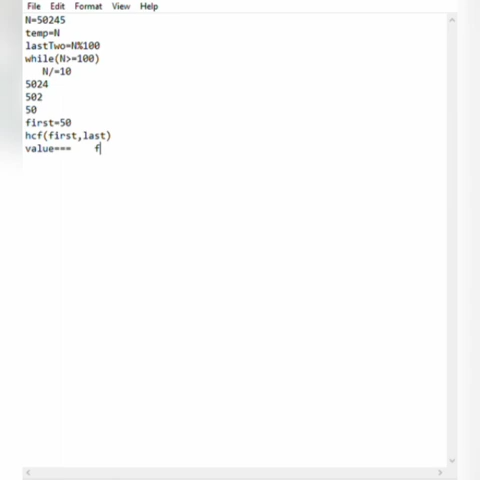 File Edit Format View Help
N=50245
temp=N
lastTwo=N%100
while(N>=100)
N/=10
5024
502
50
first=50
hcf(first,last)
value=== f